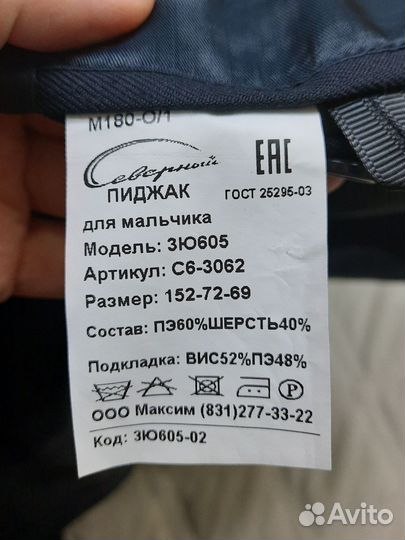 М180-О/1
Северный
ЕАС
ПИДЖАК
ГОСТ 25295-03
для мальчика
Модель: 3Ю605
Артикул: С6-3062
Размер: 152-72-69
Состав: ПЭ60%ШЕРСТЬ40%
Подкладка: ВИС52%ПЭ48%
P
ООО Максим (831)277-33-22
Код: 3Ю605-02
Avito